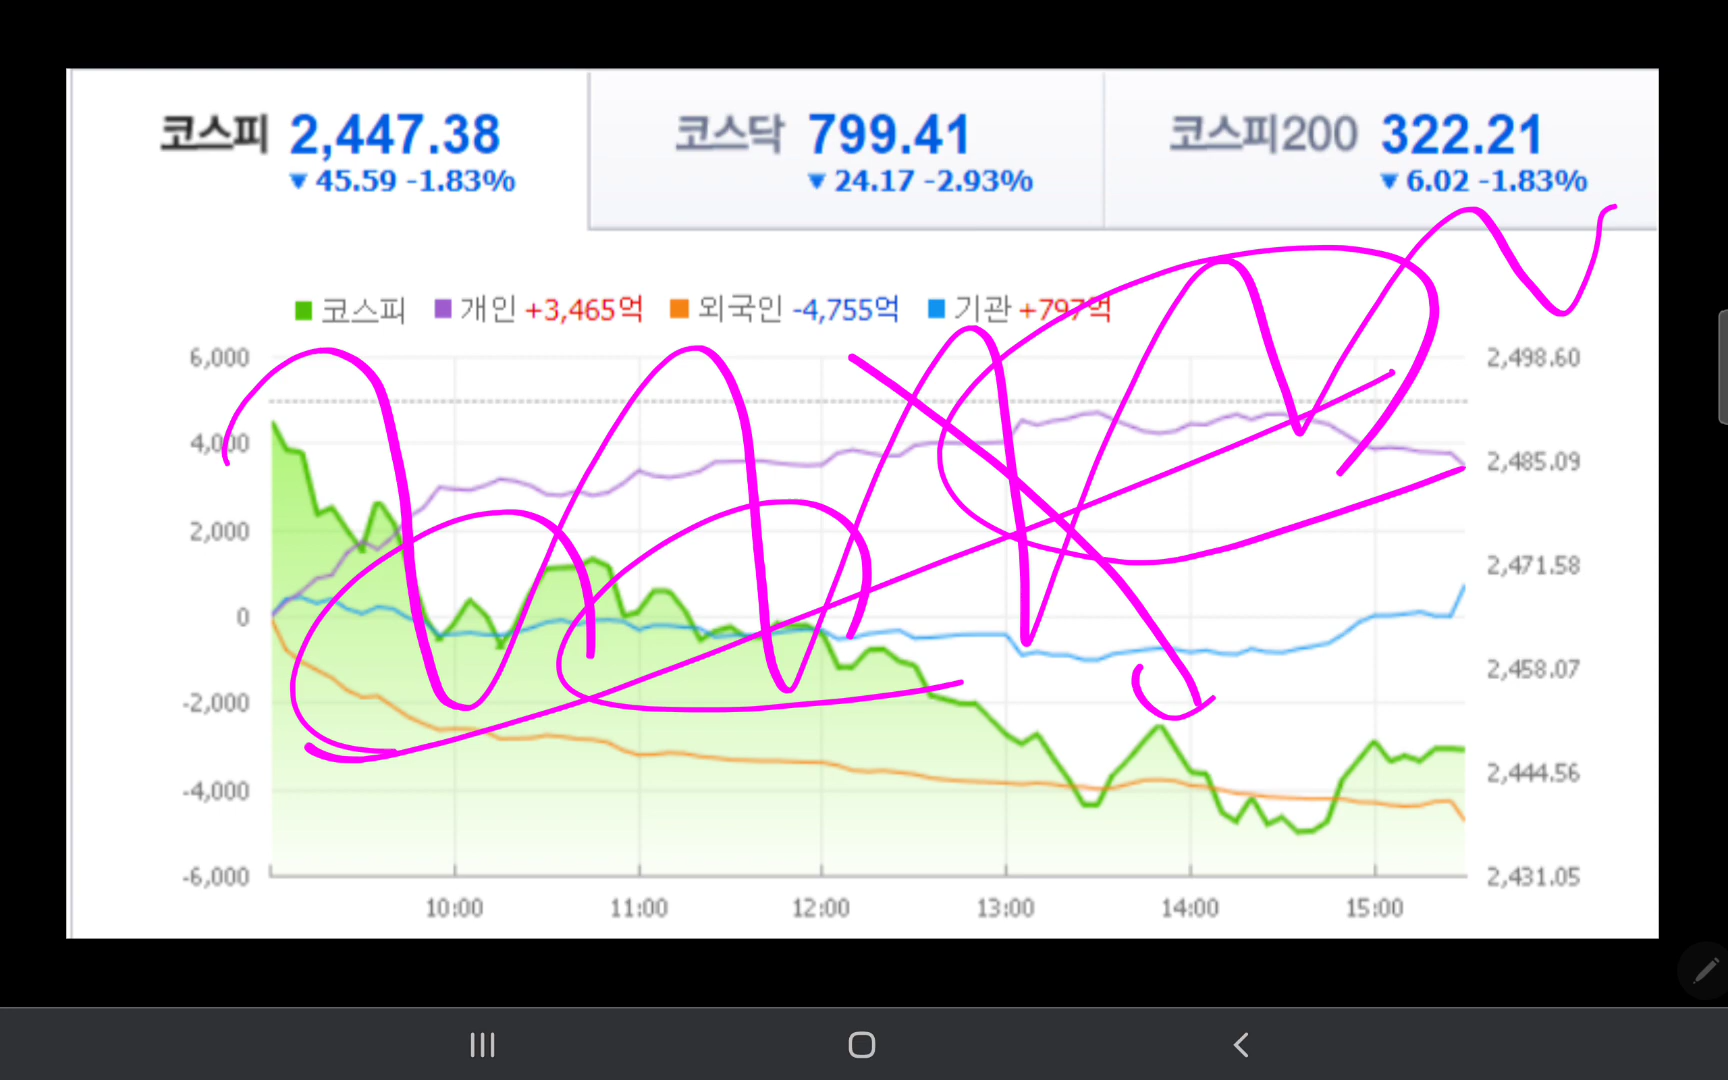 코스피 2,447.38 코스닥 799.41 코스피200 322.21
▼ 45.59 -1.83% ▼ 24.17 -2.93% ▼ 6.02 -1.83%
코스피 개인 +3,465억 외국인 -4,755억 기관 +797억
6,000 2,498.60
4,000 2,485.09
2,000 2,471.58
0 2,458.07
-2,000 2,444.56
-4,000
-6,000 2,431.05
10:00 11:00 12:00 13:00 14:00 15:00